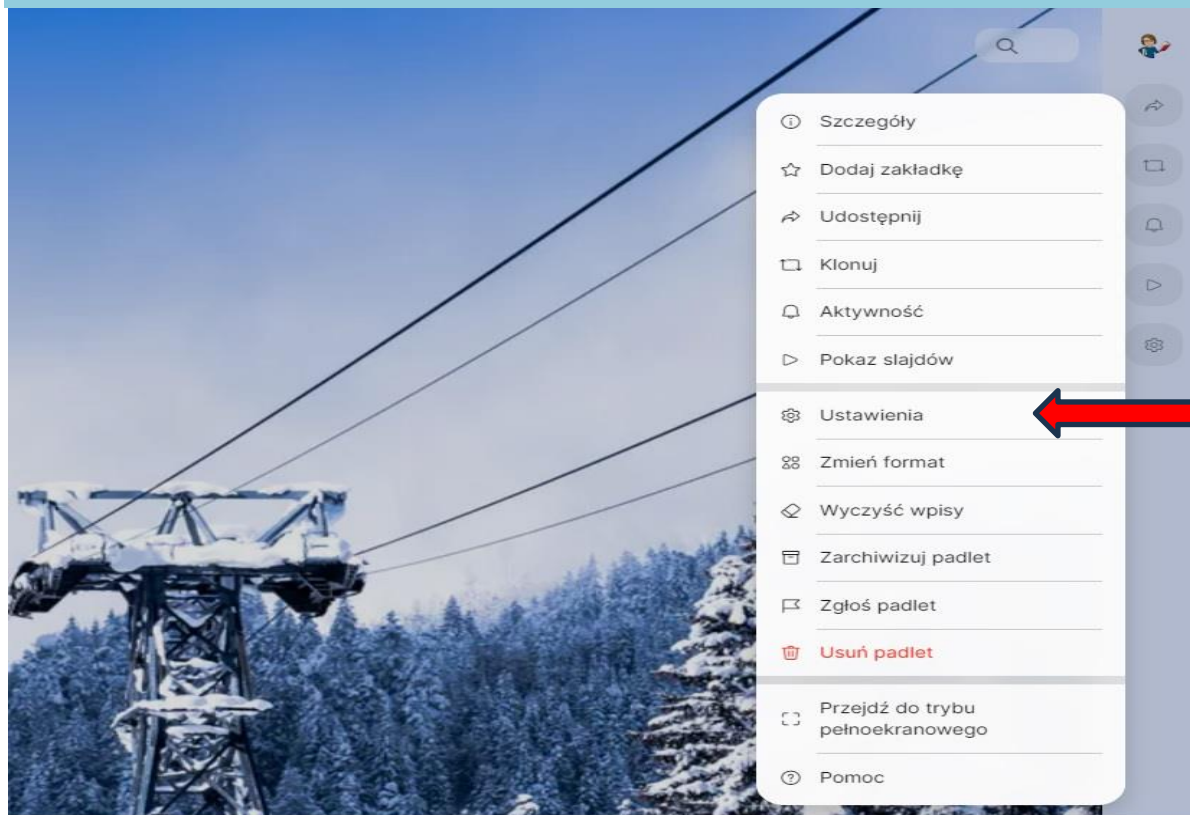 Szczegóły
Dodaj zakładkę
Udostępnij
Klonuj
Aktywność
Pokaz slajdów
Ustawienia
Zmień format
Wyczyść wpisy
Zarchiwizuj padlet
Zgłoś padlet
Usuń padlet
Przejdź do trybu
pełnoekranowego
Pomoc